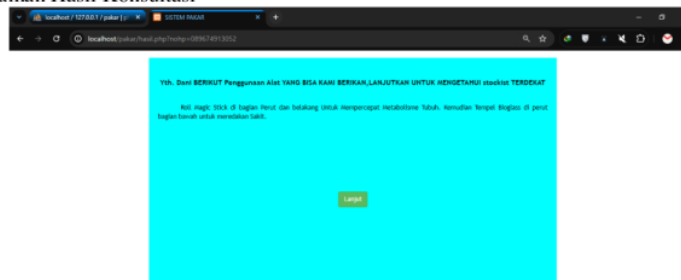 localhost / 127.0.0.1 / pakar | p
SISTEM PAKAR
localhost/pakar/hasil.php?nohp=089674913052
Yth. Dani BERIKUT Penggunaan Alat YANG BISA KAMI BERIKAN,LANJUTKAN UNTUK MENGETAHUI stockist TERDEKAT
Roll Magic Stick di bagian Perut dan belakang Untuk Mempercepat Metabolisme Tubuh. Kemudian Tempel Bioglass di perut
bagian bawah untuk meredakan Sakit.
Lanjut